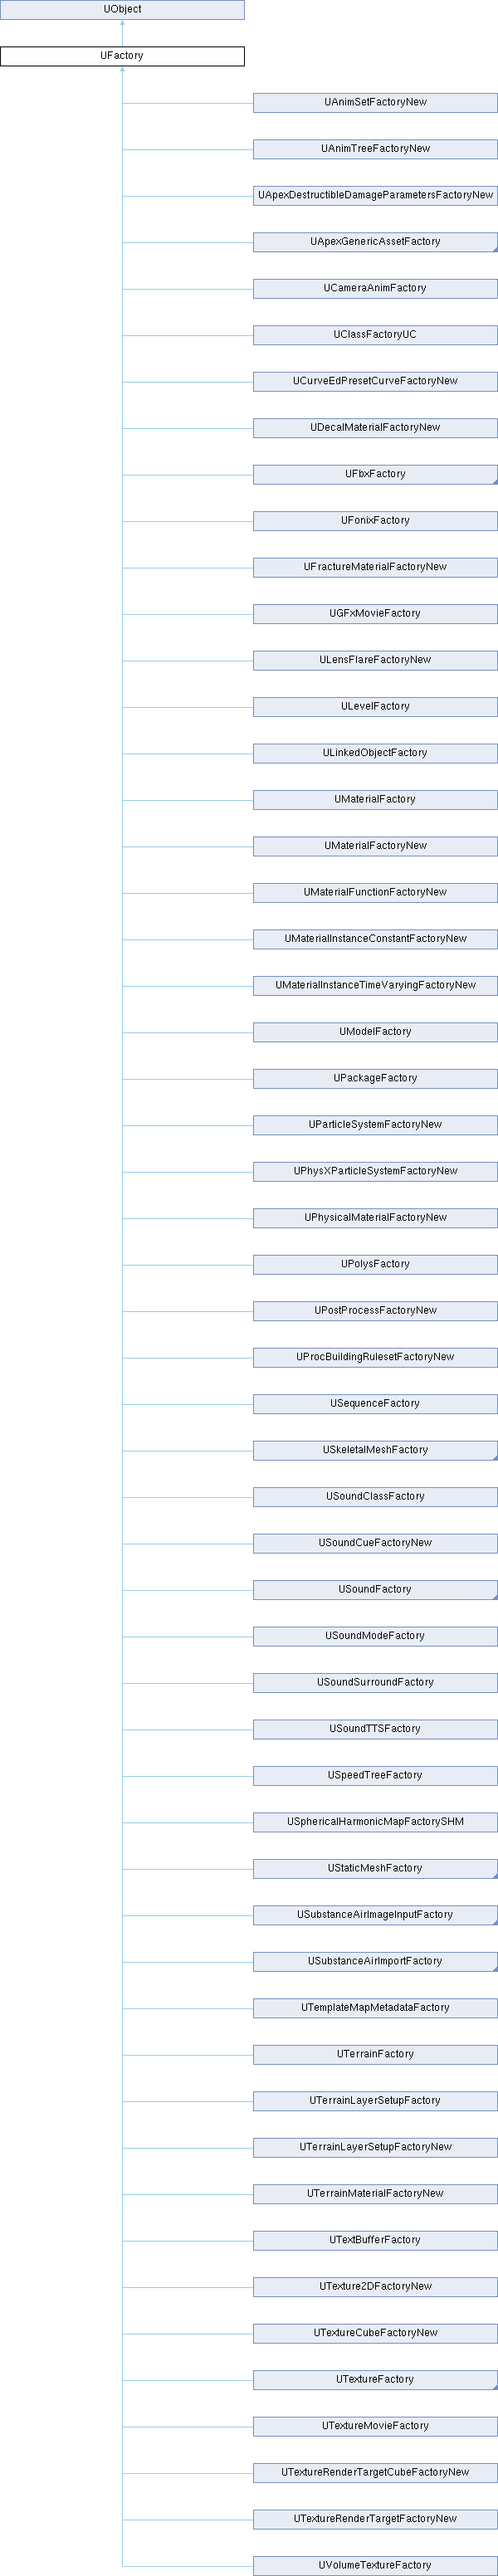 UObject
UFactory
UAnimSetFactoryNew
UAnimTreeFactoryNew
UApexDestructibleDamageParametersFactoryNew
UApexGenericAssetFactory
UCameraAnimFactory
UClassFactoryUC
UCurveEdPresetCurveFactoryNew
UDecalMaterialFactoryNew
UFbxFactory
UFonixFactory
UFractureMaterialFactoryNew
UGFxMovieFactory
ULensFlareFactoryNew
ULevelFactory
ULinkedObjectFactory
UMaterialFactory
UMaterialFactoryNew
UMaterialFunctionFactoryNew
UMaterialInstanceConstantFactoryNew
UMaterialInstanceTimeVaryingFactoryNew
UModelFactory
UPackageFactory
UParticleSystemFactoryNew
UPhysXParticleSystemFactoryNew
UPhysicalMaterialFactoryNew
UPolysFactory
UPostProcessFactoryNew
UProcBuildingRulesetFactoryNew
USequenceFactory
USkeletalMeshFactory
USoundClassFactory
USoundCueFactoryNew
USoundFactory
USoundModeFactory
USoundSurroundFactory
USoundTTSFactory
USpeedTreeFactory
USphericalHarmonicMapFactorySHM
UStaticMeshFactory
USubstanceAirImageInputFactory
USubstanceAirImportFactory
UTemplateMapMetadataFactory
UTerrainFactory
UTerrainLayerSetupFactory
UTerrainLayerSetupFactoryNew
UTerrainMaterialFactoryNew
UTextBufferFactory
UTexture2DFactoryNew
UTextureCubeFactoryNew
UTextureFactory
UTextureMovieFactory
UTextureRenderTargetCubeFactoryNew
UTextureRenderTargetFactoryNew
UVolumeTextureFactory